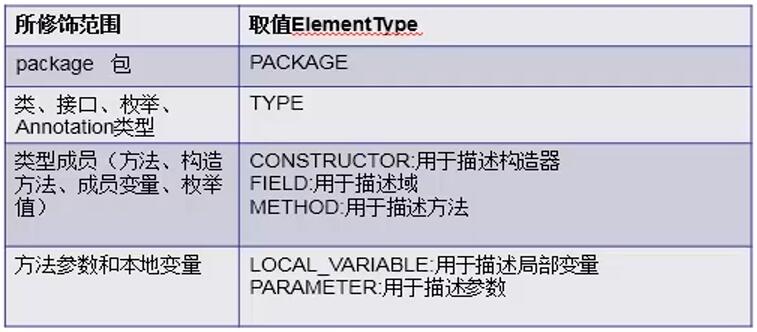 所修饰范围
取值ElementType
package 包
PACKAGE
类、接口、枚举、
Annotation类型
TYPE
类型成员（方法、构造
方法、成员变量、枚举
值）
CONSTRUCTOR:用于描述构造器
FIELD:用于描述域
METHOD:用于描述方法
方法参数和本地变量
LOCAL_VARIABLE:用于描述局部变量
PARAMETER:用于描述参数